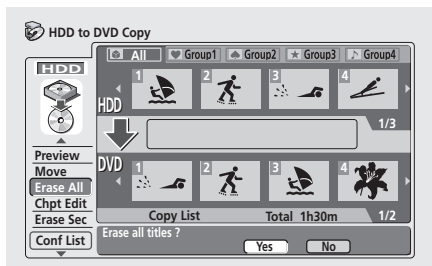 HDD to DVD Copy
HDD
All Group1 Group2 Group3 Group4
1 2 3 4
HDD
1/3
Preview
Move
Erase All
Chpt Edit
Erase Sec
Conf List
DVD
1 2 3 4
Copy List Total 1h30m 1/2
Erase all titles ?
Yes No